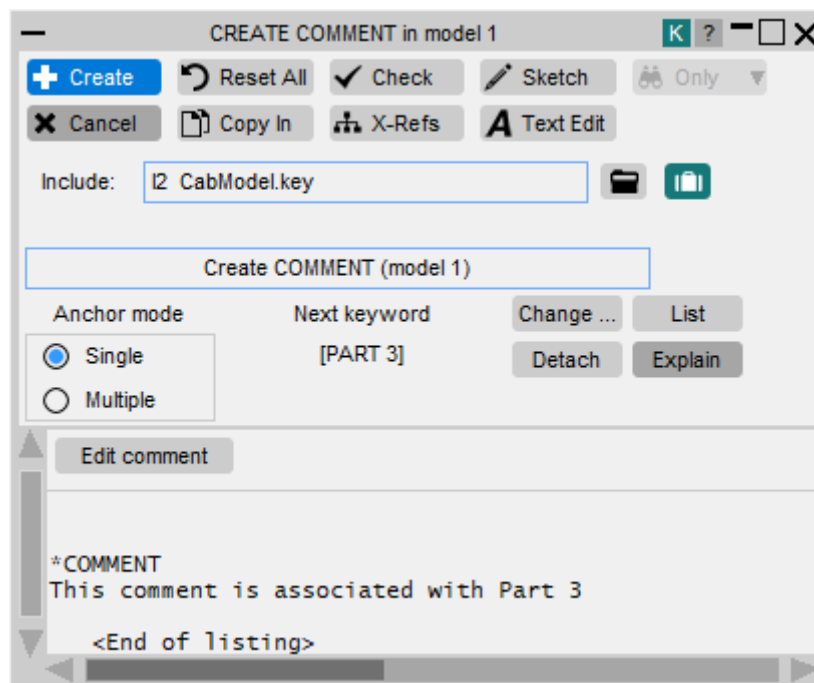 CREATE COMMENT in model 1 K ?
Create Reset All Check Sketch Only
Cancel Copy In X-Refs Text Edit
Include: I2 CabModel.key
Create COMMENT (model 1)
Anchor mode Next keyword Change ... List
Single [PART 3] Detach Explain
Multiple
Edit comment
*COMMENT
This comment is associated with Part 3
<End of listing>